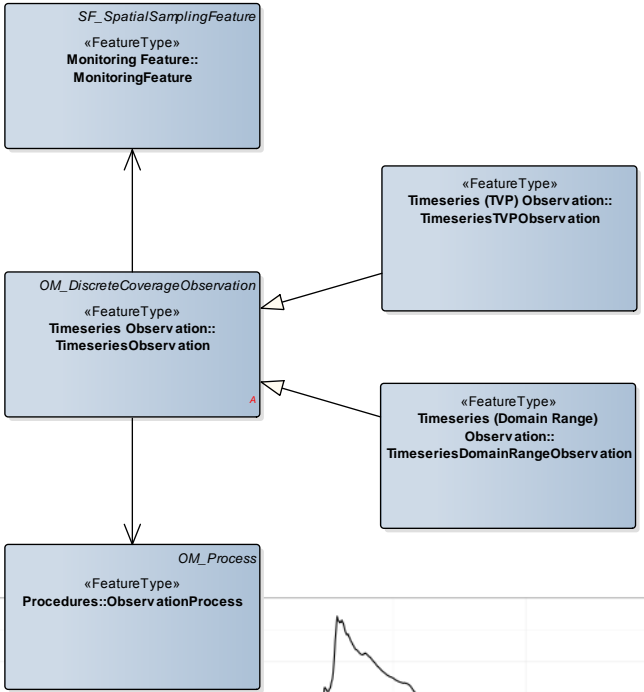 SF_SpatialSamplingFeature
«FeatureType»
Monitoring Feature::
MonitoringFeature
«FeatureType»
Timeseries (TVP) Observation::
TimeseriesTVPObservation
OM_DiscreteCoverageObservation
«FeatureType»
Timeseries Observation::
TimeseriesObservation
A
«FeatureType»
Timeseries (Domain Range)
Observation::
TimeseriesDomainRangeObservation
OM_Process
«FeatureType»
Procedures::ObservationProcess